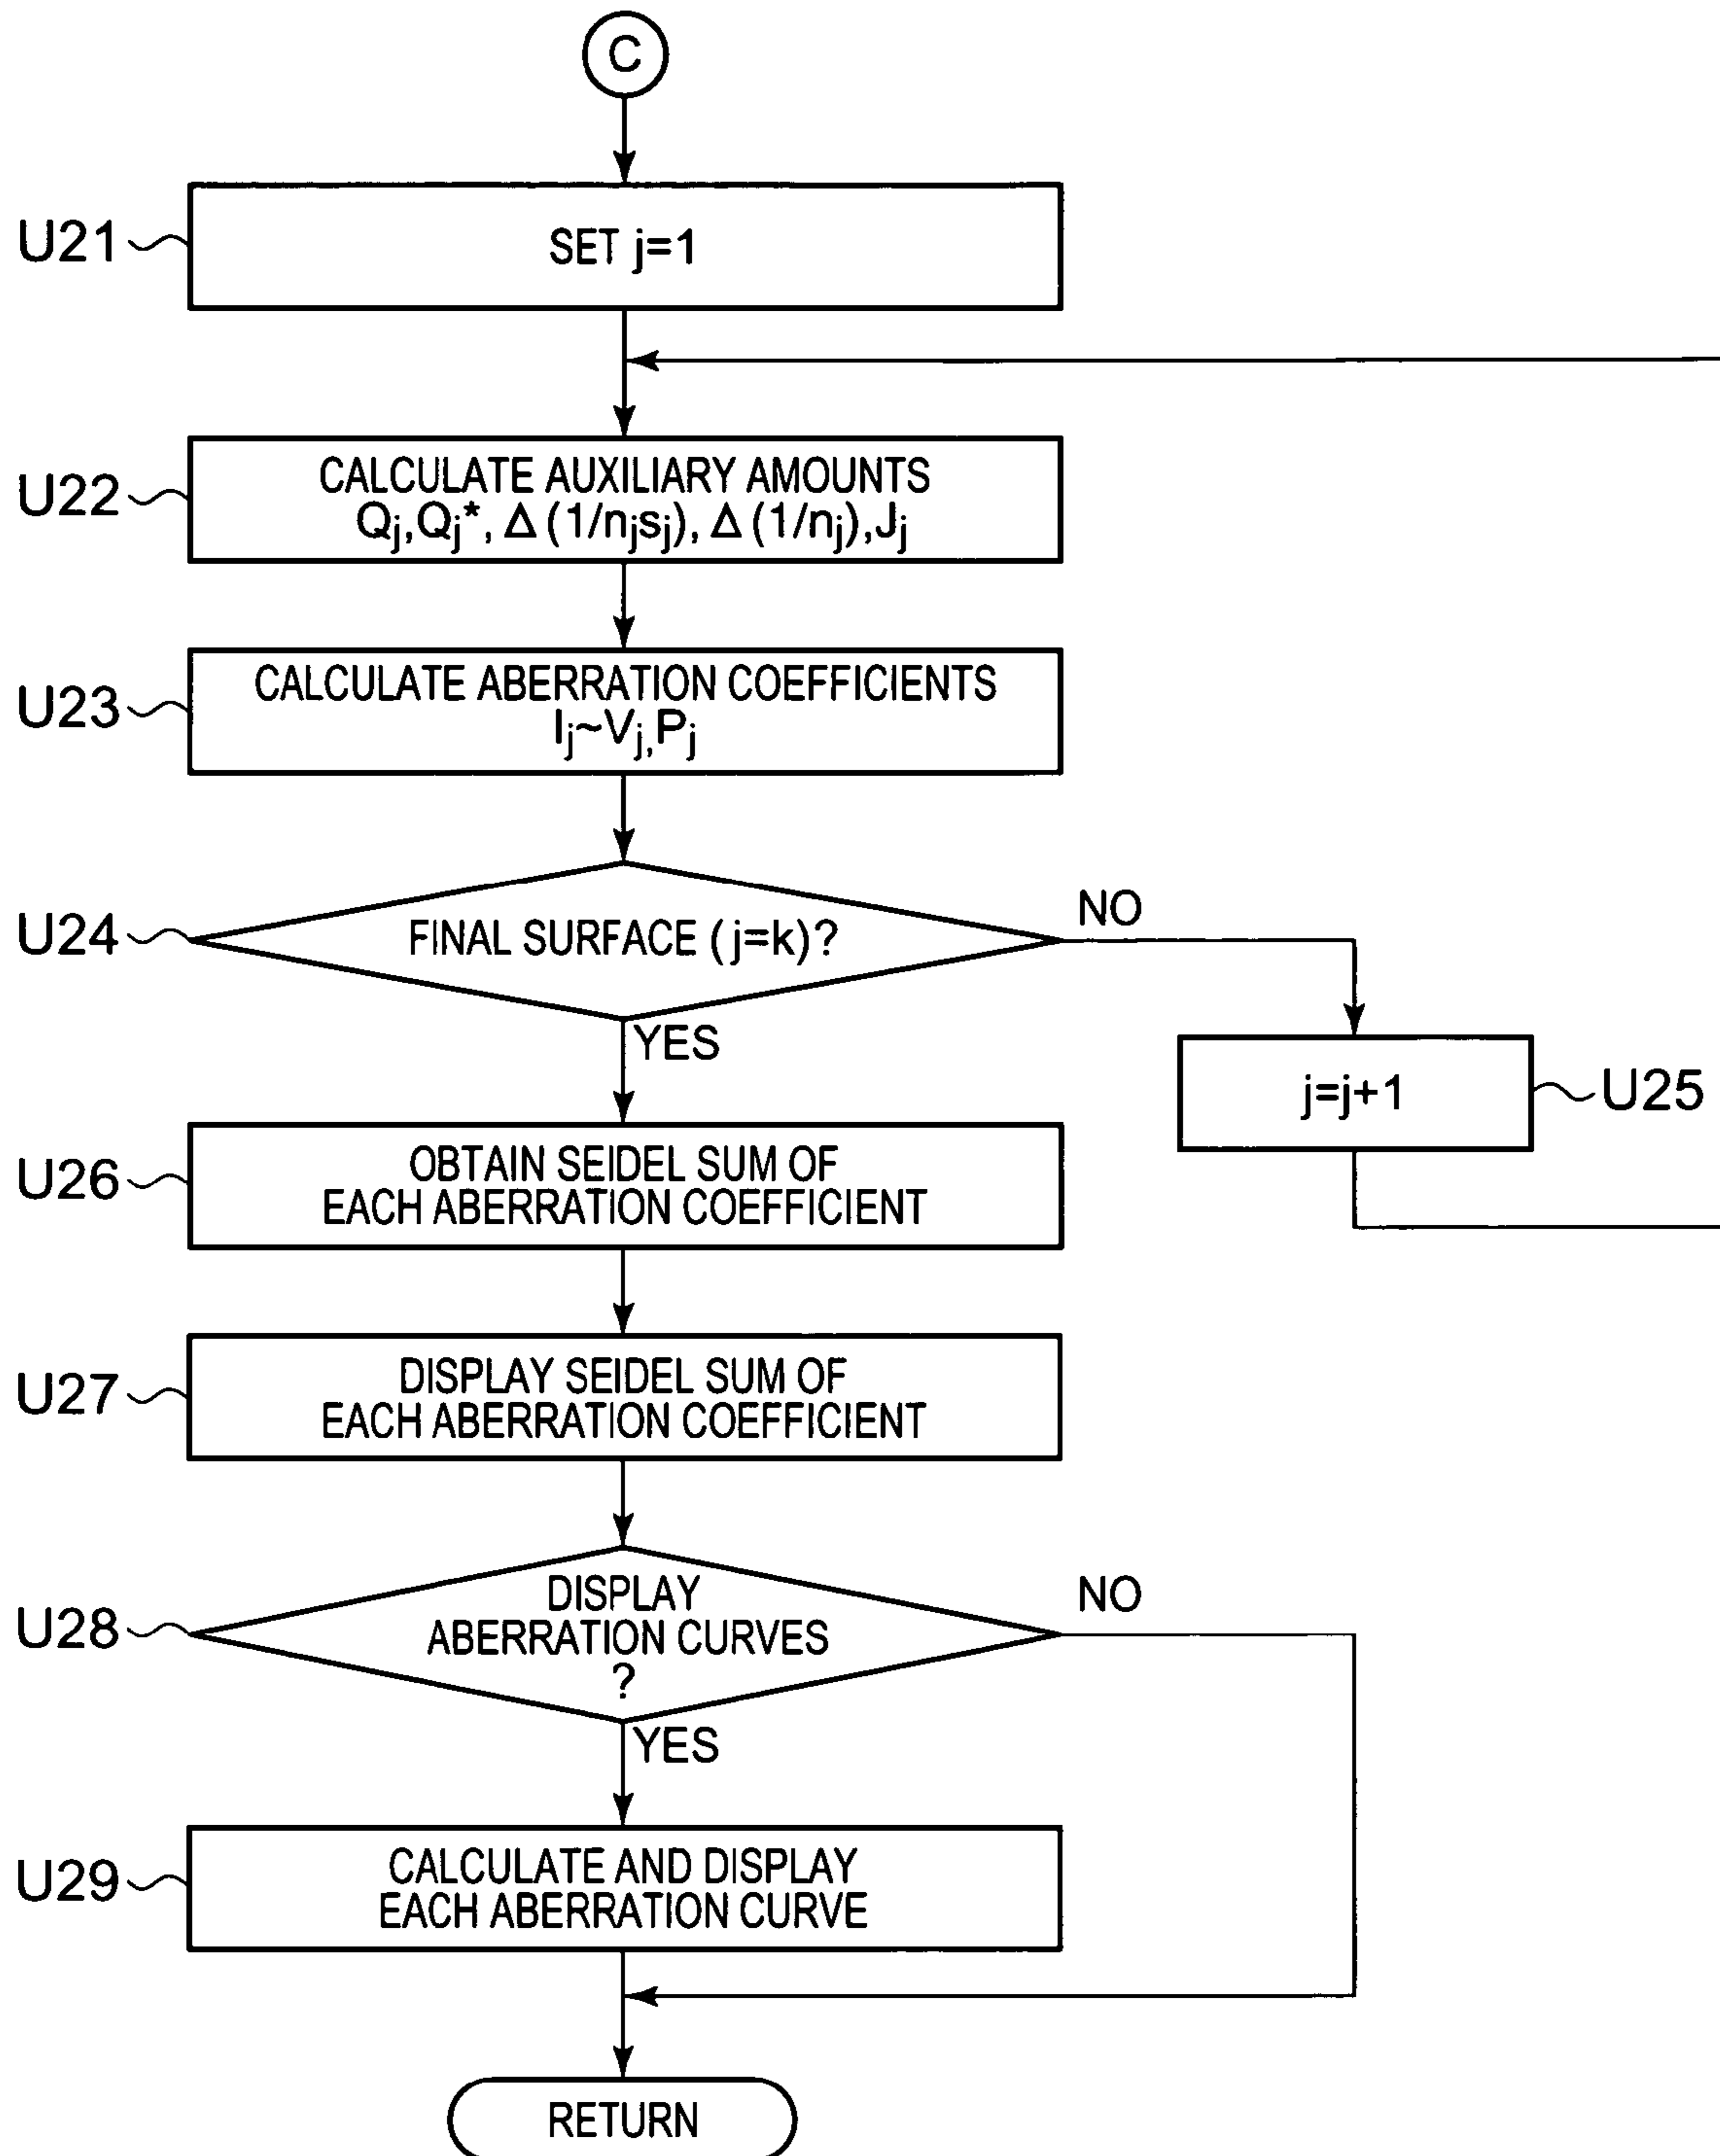 C
U21
SET j=1
U22
CALCULATE AUXILIARY AMOUNTS
Qj,Qj*,Δ(1/njsj),Δ(1/nj),Jj
U23
CALCULATE ABERRATION COEFFICIENTS
Ij~Vj,Pj
U24
FINAL SURFACE (j=k)?
NO
YES
j=j+1
U25
U26
OBTAIN SEIDEL SUM OF
EACH ABERRATION COEFFICIENT
U27
DISPLAY SEIDEL SUM OF
EACH ABERRATION COEFFICIENT
U28
DISPLAY
ABERRATION CURVES
?
NO
YES
U29
CALCULATE AND DISPLAY
EACH ABERRATION CURVE
RETURN